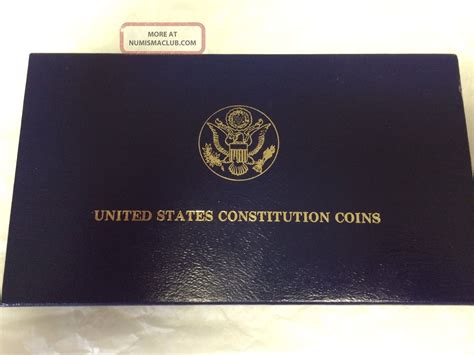 MORE AT
NUMISMACLUB.COM
UNITED STATES CONSTITUTION COINS